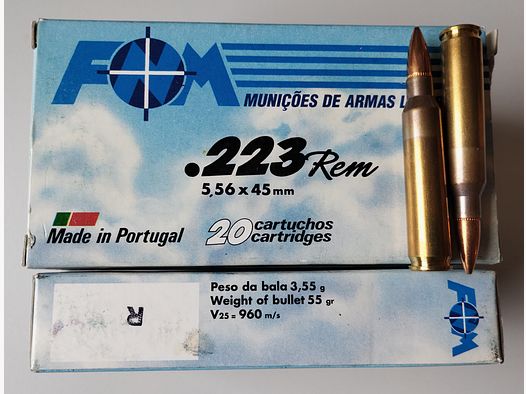 FNM
MUNIÇÕES DE ARMAS L
.223 Rem
5,56 x 45 mm
Made in Portugal
20 cartuchos
cartridges
Peso da bala 3,55 g
Weight of bullet 55 gr
V25 = 960 m/s
R
FNM